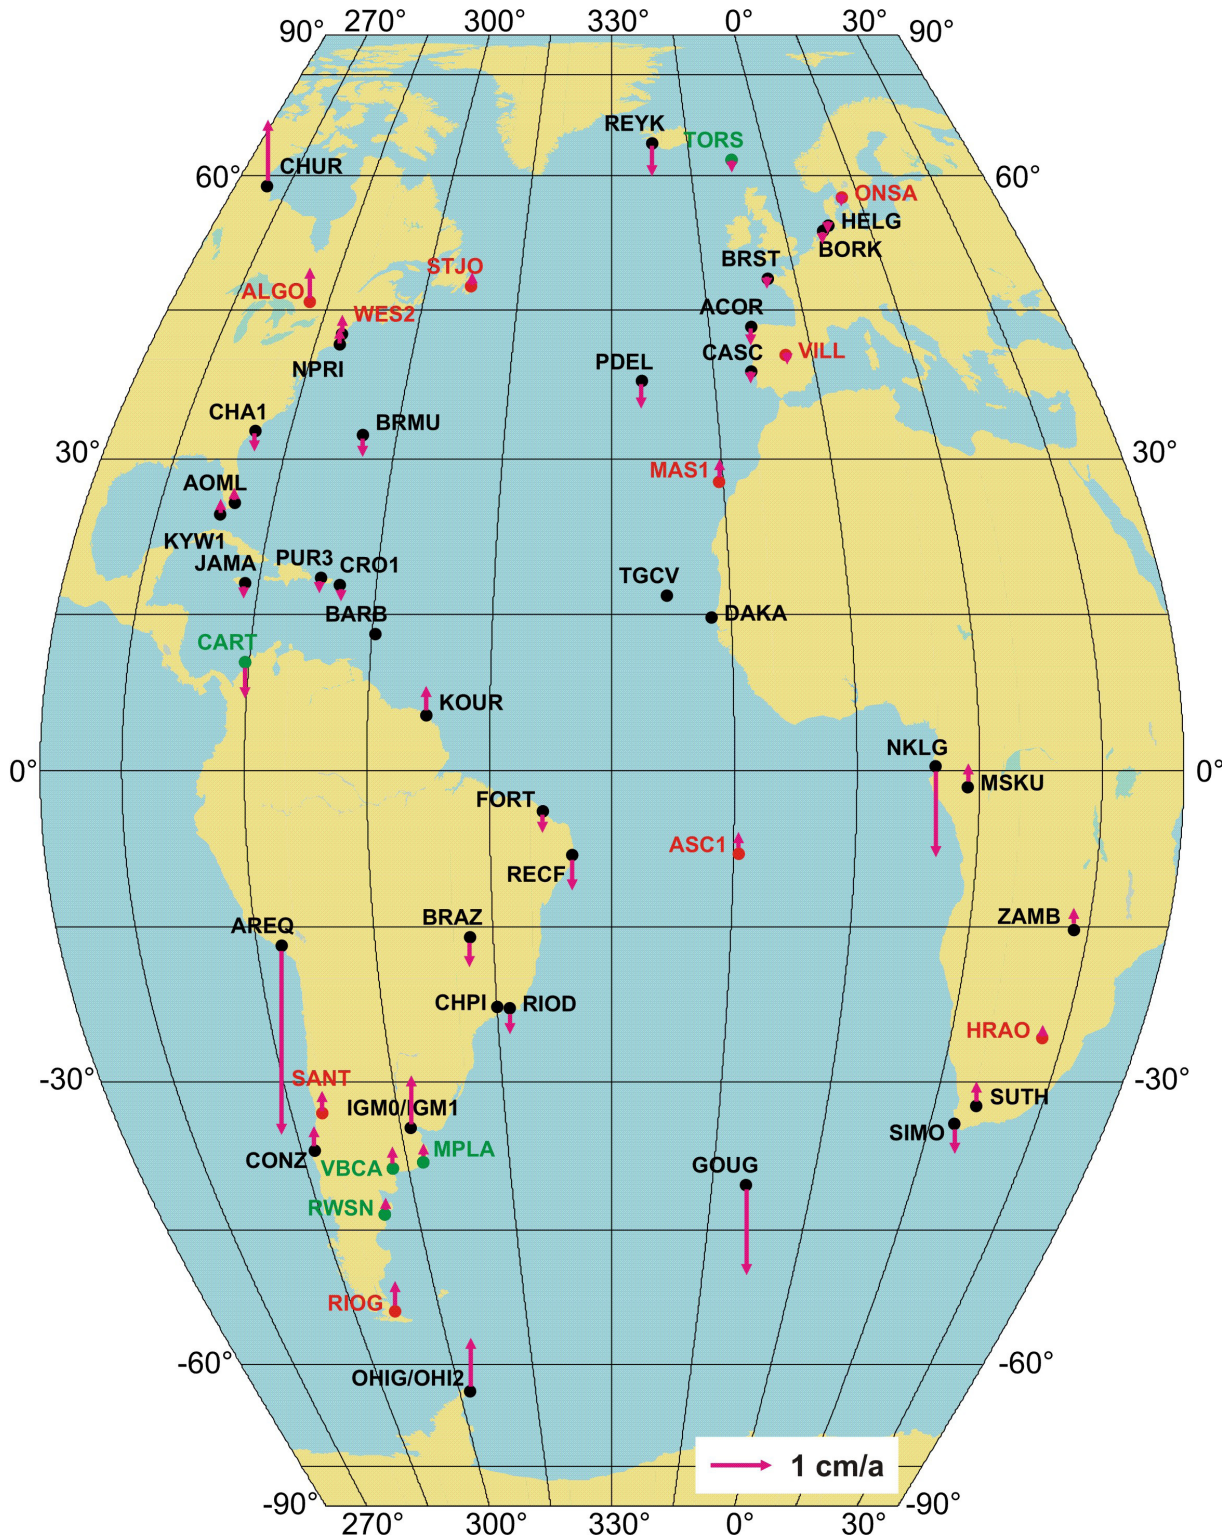 90° 270° 300° 330° 0° 30° 90°
REYK
TORS
CHUR
60° 60°
ONSA
HELG
BORK
BRST
STJO
ALGO
ACOR
WES2
CASC VILL
PDEL
NPRI
CHA1
BRMU
30° 30°
MAS1
AOML
KYW1
JAMA
PUR3
CRO1
TGCV
BARB
DAKA
CART
KOUR
NKLG
0° 0°
MSKU
FORT
ASC1
RECF
ZAMB
BRAZ
AREQ
CHPI RIOD
HRAO
SANT
-30° -30°
SUTH
IGM0/IGM1
SIMO
MPLA
CONZ
VBCA
GOUG
RWSN
RIOG
-60° -60°
OHIG/OHI2
1 cm/a
-90° -90°
270° 300° 330° 0° 30°